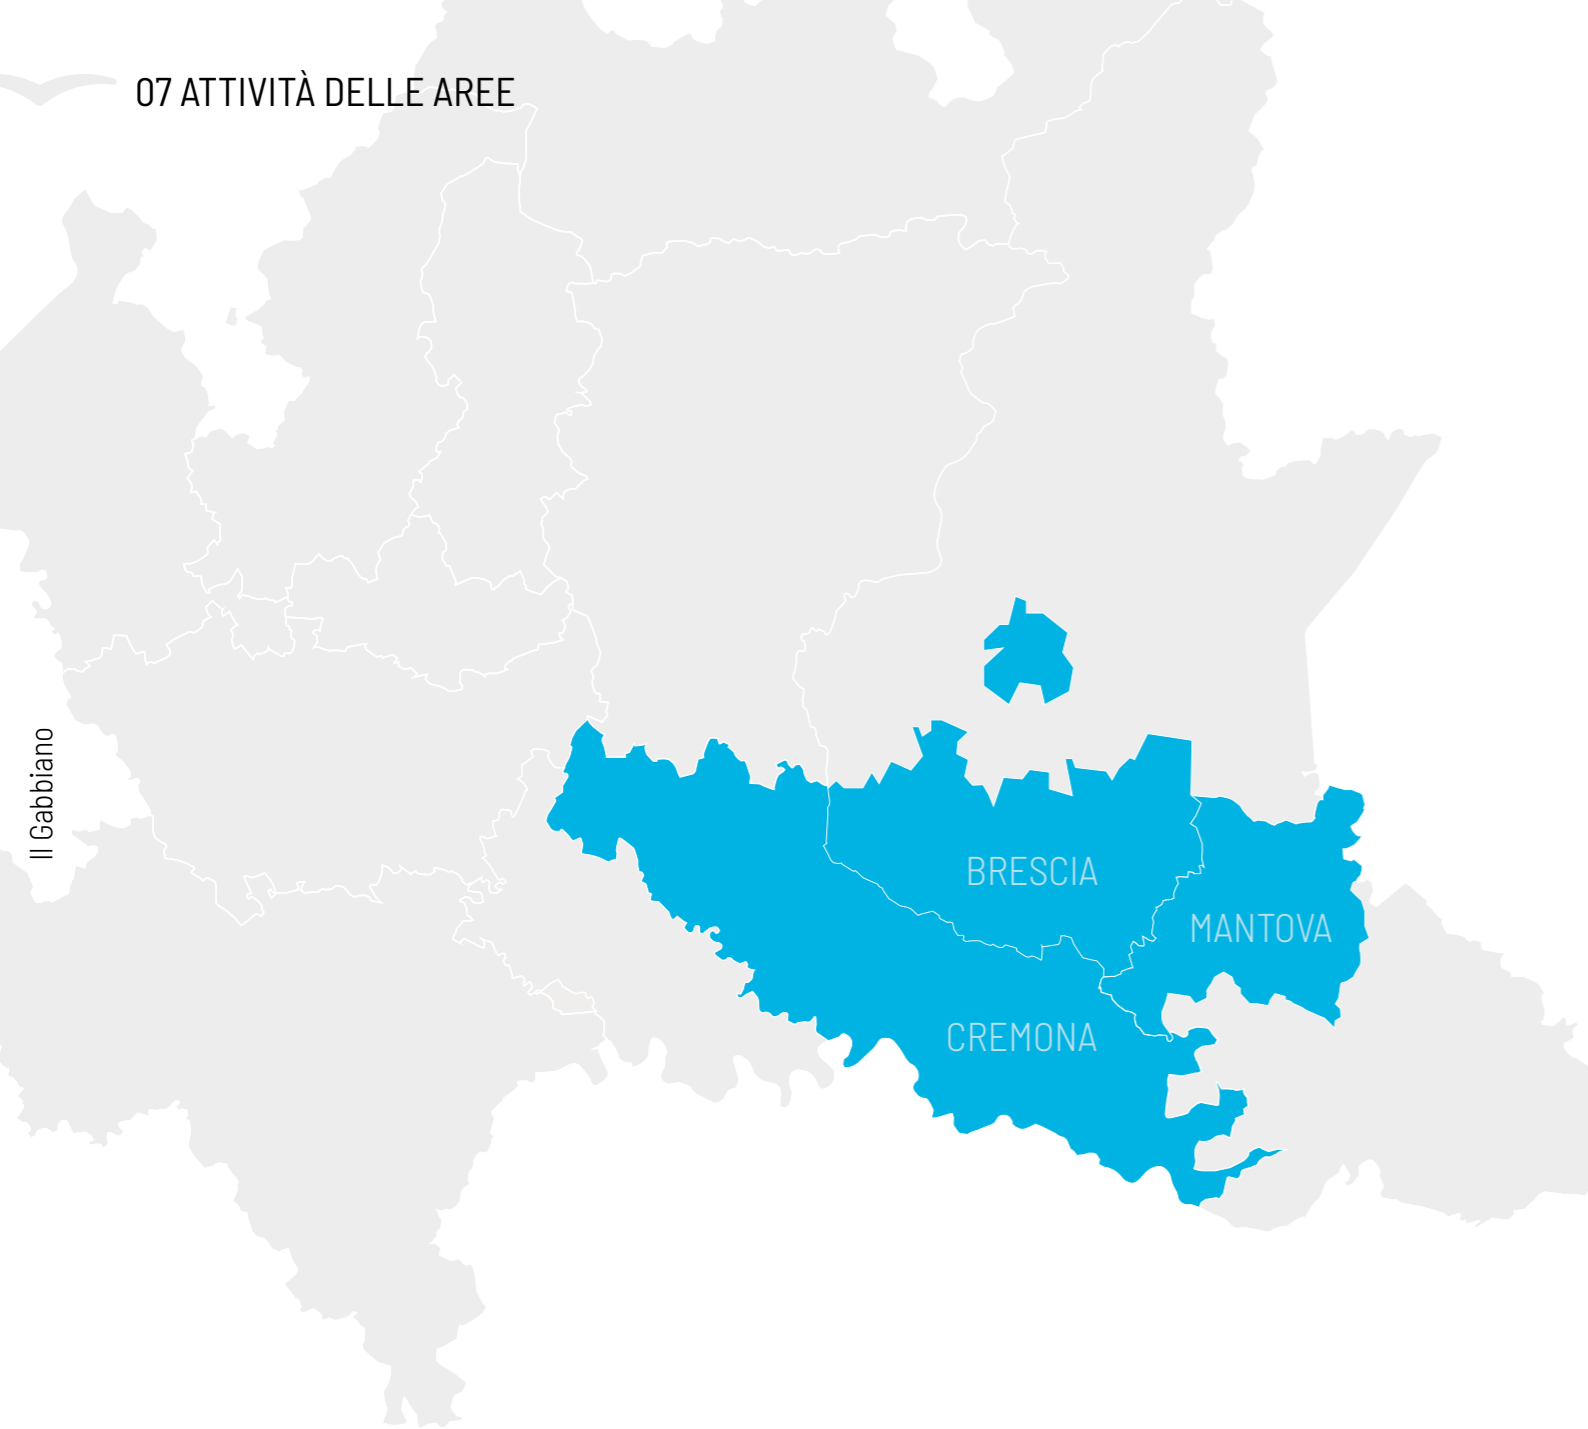 07 ATTIVITÀ DELLE AREE
Il Gabbiano
BRESCIA
MANTOVA
CREMONA